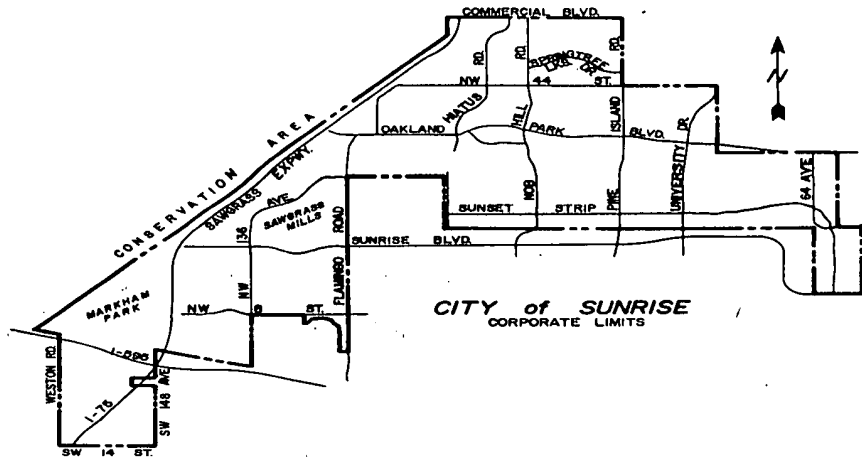 COMMERCIAL BLVD.
SPRINGTREE
LKS. DR.
RD.
RD.
RD.
NW 44 ST.
HIATUS
HILL
ISLAND
DR.
OAKLAND PARK BLVD.
CONSERVATION AREA
SAWGRASS EXPWY.
NOB
PINE
UNIVERSITY
64 AVE
136 AVE.
SAWGRASS
MILLS
SUNSET STRIP
ROAD
SUNRISE BLVD.
FLAMINGO
NW
MARKHAM
PARK
NW 8 ST.
CITY of SUNRISE
CORPORATE LIMITS
I-595
WESTON RD.
I-75
SW 148 AVE
SW 14 ST.
N